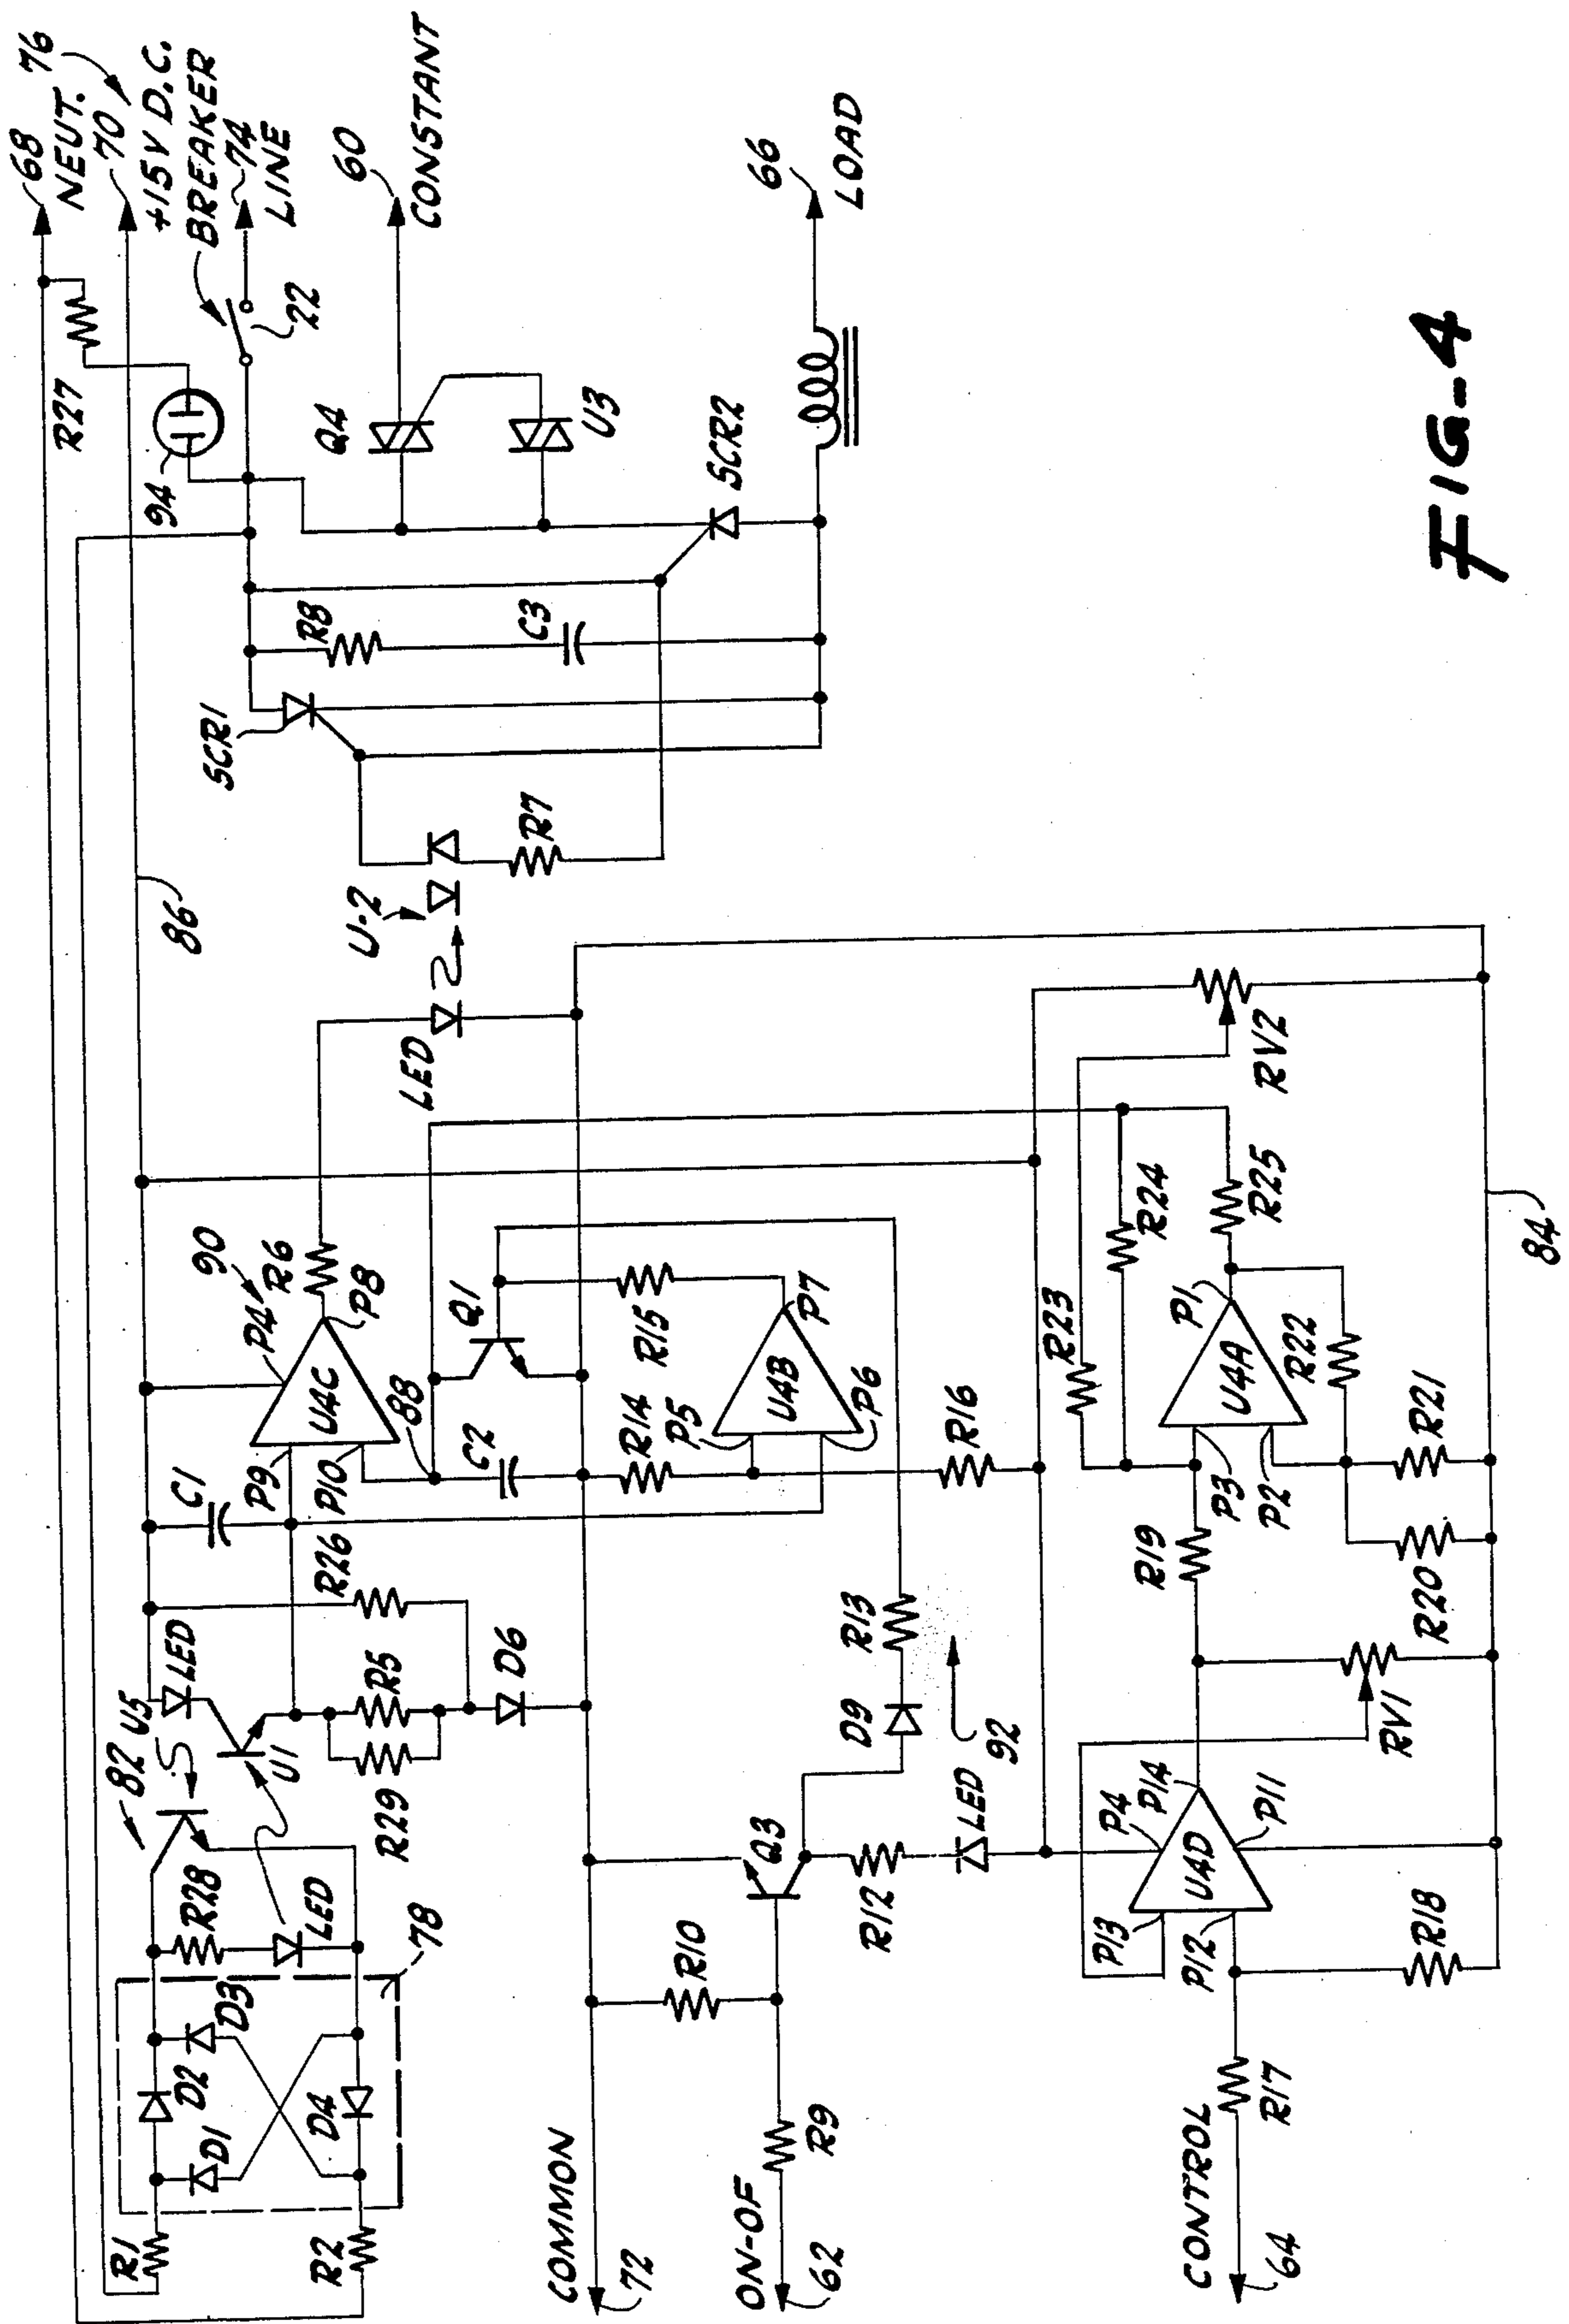 68
NEUT.
76
70
+15V D.C.
BREAKER
74
LINE
22
R27
94
60
CONSTANT
Q4
U3
66
LOAD
SCR2
R8
C3
SCR1
R7
U-2
LED
86
90
R6
P4
P8
U4C
P9
P10
88
C1
C2
Q1
R15
R14
P5
U4B
P7
P6
R16
R26
82
U5
LED
U1
R5
R29
D6
R28
LED
78
D3
D2
D1
D4
R1
R2
COMMON
72
ON-OF
62
R9
R10
Q3
R12
LED
D9
R13
92
CONTROL
64
R17
R18
P13
P12
U4D
P4
P14
P11
RV1
R19
R20
R21
P3
P2
U4A
P1
R22
R23
R24
R25
RV2
84
FIG-4